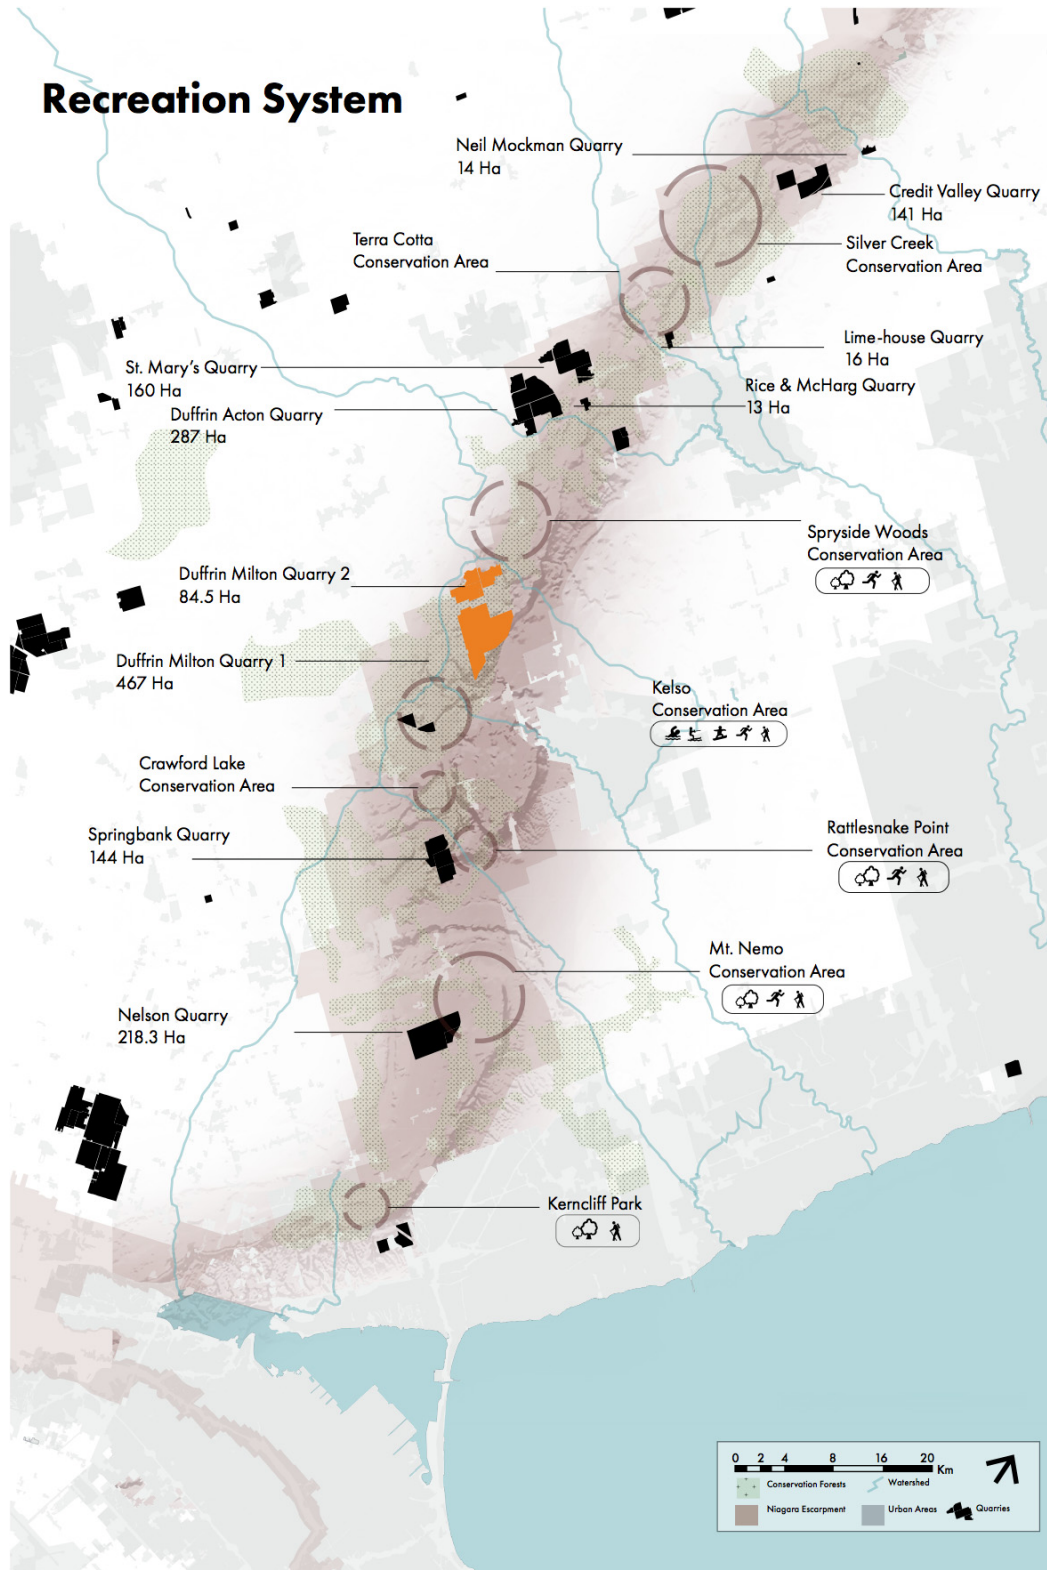 Recreation System
Neil Mockman Quarry
14 Ha
Credit Valley Quarry
141 Ha
Terra Cotta
Conservation Area
Silver Creek
Conservation Area
Lime-house Quarry
16 Ha
St. Mary's Quarry
160 Ha
Rice & McHarg Quarry
13 Ha
Duffrin Acton Quarry
287 Ha
Spryside Woods
Conservation Area
Duffrin Milton Quarry 2
84.5 Ha
Duffrin Milton Quarry 1
467 Ha
Kelso
Conservation Area
Crawford Lake
Conservation Area
Springbank Quarry
144 Ha
Rattlesnake Point
Conservation Area
Mt. Nemo
Conservation Area
Nelson Quarry
218.3 Ha
Kerncliff Park
0 2 4 8 16 20
Km
Conservation Forests
Watershed
Niagara Escarpment
Urban Areas
Quarries